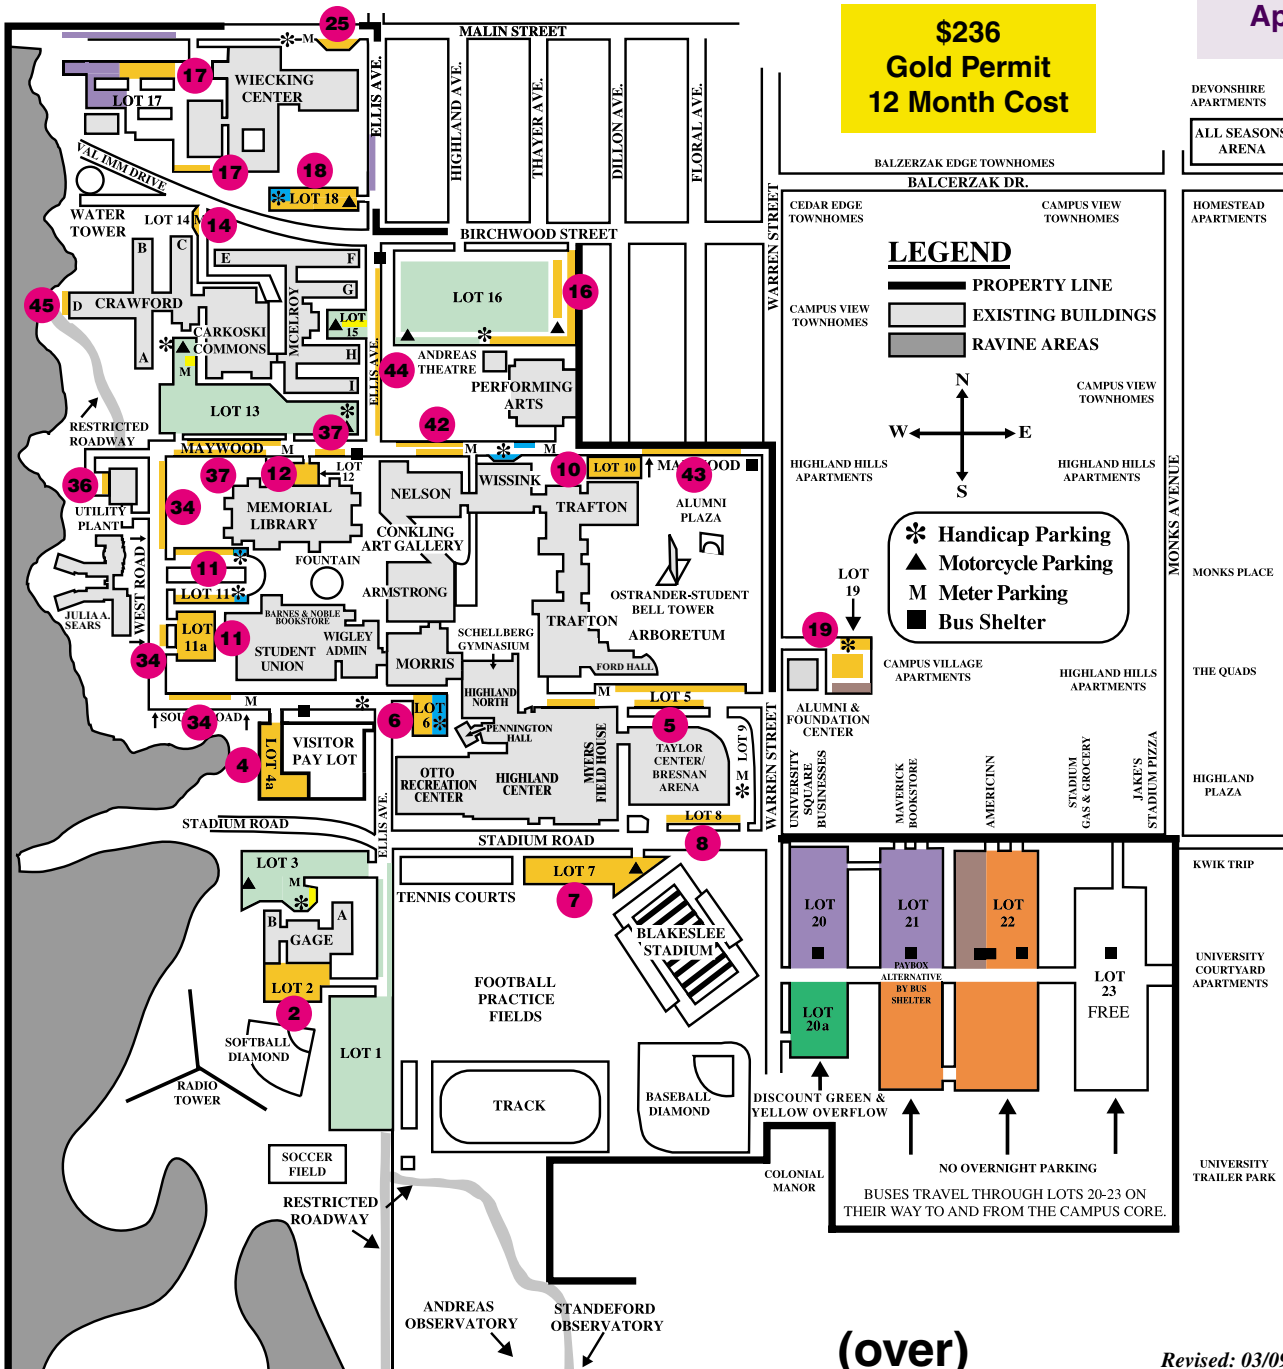 25
MALIN STREET
$236
Gold Permit
12 Month Cost
Ap
17
LOT 17
WIECKING
CENTER
M
ELLIS AVE.
HIGHLAND AVE.
THAYER AVE.
DILLON AVE.
FLORAL AVE.
DEVONSHIRE
APARTMENTS
ALL SEASONS
ARENA
VAL IMM DRIVE
17
18
LOT 18
BALZERZAK EDGE TOWNHOMES
BALCERZAK DR.
WATER
TOWER
LOT 14
M
14
BIRCHWOOD STREET
WARREN STREET
CEDAR EDGE
TOWNHOMES
CAMPUS VIEW
TOWNHOMES
HOMESTEAD
APARTMENTS
LEGEND
PROPERTY LINE
EXISTING BUILDINGS
RAVINE AREAS
B
C
E
F
G
H
I
D
A
45
CRAWFORD
CARKOSKI
COMMONS
MCELROY
LOT
15
LOT 16
16
CAMPUS VIEW
TOWNHOMES
44
ELLIS AVE.
ANDREAS
THEATRE
PERFORMING
ARTS
CAMPUS VIEW
TOWNHOMES
N
W
E
S
M
LOT 13
RESTRICTED
ROADWAY
37
42
MAYWOOD
M
M
M
HIGHLAND HILLS
APARTMENTS
HIGHLAND HILLS
APARTMENTS
MONKS AVENUE
36
UTILITY
PLANT
37
12
LOT
12
34
MEMORIAL
LIBRARY
NELSON
WISSINK
10
LOT 10
43
TRAFTON
ALUMNI
PLAZA
CONKLING
ART GALLERY
Handicap Parking
Motorcycle Parking
M Meter Parking
Bus Shelter
WEST ROAD
11
LOT 11
FOUNTAIN
ARMSTRONG
JULIA A.
SEARS
OSTRANDER-STUDENT
BELL TOWER
LOT
19
MONKS PLACE
LOT
11a
11
BARNES & NOBLE
BOOKSTORE
STUDENT
UNION
WIGLEY
ADMIN
MORRIS
SCHELLBERG
GYMNASIUM
TRAFTON
ARBORETUM
FORD HALL
19
34
CAMPUS VILLAGE
APARTMENTS
HIGHLAND HILLS
APARTMENTS
THE QUADS
ALUMNI &
FOUNDATION
CENTER
M
34
6
LOT
6
HIGHLAND
NORTH
PENNINGTON
HALL
M
LOT 5
5
LOT 9
M
WARREN STREET
4
LOT 4a
VISITOR
PAY LOT
OTTO
RECREATION
CENTER
HIGHLAND
CENTER
MYERS
FIELD HOUSE
TAYLOR
CENTER/
BRESNAN
ARENA
UNIVERSITY
SQUARE
BUSINESSES
MAVERICK
BOOKSTORE
AMERICINN
STADIUM
GAS & GROCERY
JAKE'S
STADIUM PIZZA
HIGHLAND
PLAZA
STADIUM ROAD
ELLIS AVE.
STADIUM ROAD
LOT 8
8
LOT 3
M
TENNIS COURTS
LOT 7
7
BLAKESLEE
STADIUM
KWIK TRIP
B
A
GAGE
LOT 2
2
LOT
20
LOT
21
LOT
22
PAYBOX
ALTERNATIVE
BY BUS
SHELTER
LOT
23
FREE
UNIVERSITY
COURTYARD
APARTMENTS
FOOTBALL
PRACTICE
FIELDS
SOFTBALL
DIAMOND
LOT 1
LOT
20a
RADIO
TOWER
TRACK
BASEBALL
DIAMOND
DISCOUNT GREEN &
YELLOW OVERFLOW
SOCCER
FIELD
COLONIAL
MANOR
NO OVERNIGHT PARKING
BUSES TRAVEL THROUGH LOTS 20-23 ON
THEIR WAY TO AND FROM THE CAMPUS CORE.
UNIVERSITY
TRAILER PARK
RESTRICTED
ROADWAY
ANDREAS
OBSERVATORY
STANDEFORD
OBSERVATORY
(over)
Revised: 03/09